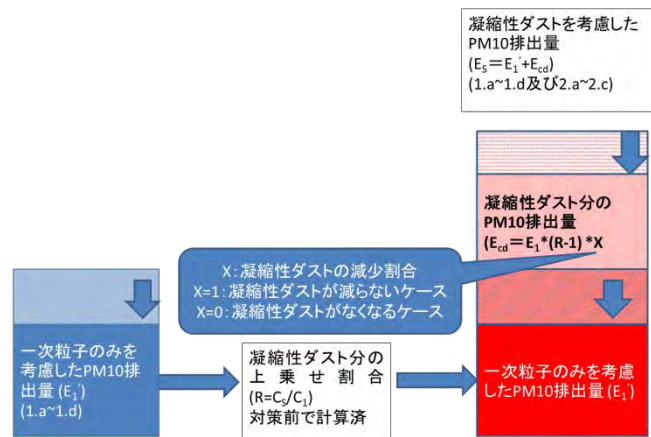 凝縮性ダストを考慮した
PM10排出量
(ES＝E1'+Ecd)
(1.a~1.d及び2.a~2.c)
凝縮性ダスト分の
PM10排出量
(Ecd＝E1*(R-1)*X
X：凝縮性ダストの減少割合
X=1：凝縮性ダストが減らないケース
X=0：凝縮性ダストがなくなるケース
一次粒子のみを
考慮したPM10排
出量(E1')
(1.a~1.d)
凝縮性ダスト分の
上乗せ割合
(R=CS/C1)
対策前で計算済
一次粒子のみを考慮
したPM10排出量(E1')